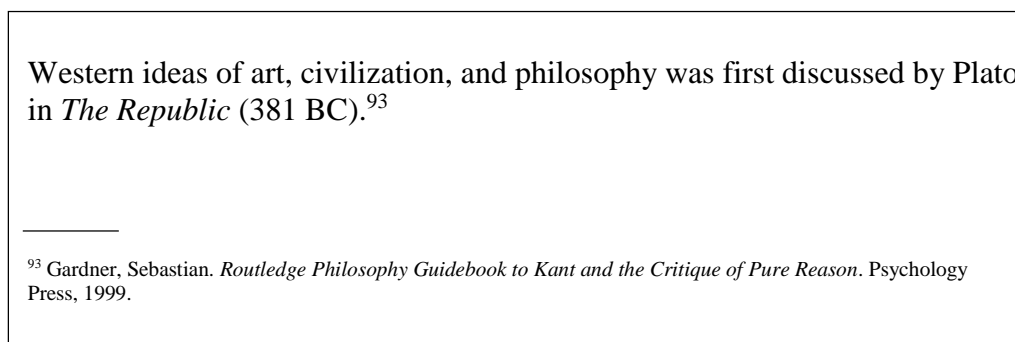 Western ideas of art, civilization, and philosophy was first discussed by Plato
in The Republic (381 BC).93
93 Gardner, Sebastian. Routledge Philosophy Guidebook to Kant and the Critique of Pure Reason. Psychology
Press, 1999.